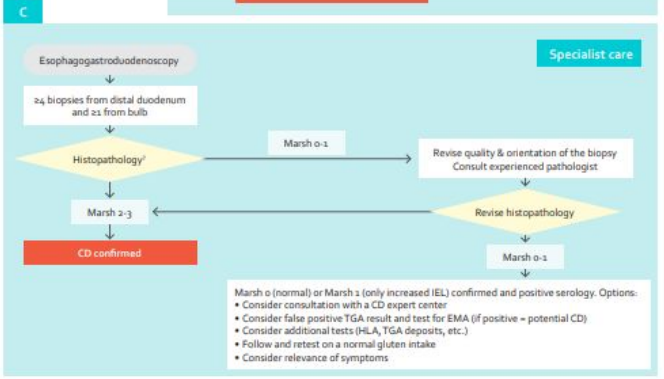 C
Specialist care
Esophagogastroduodenoscopy
≥4 biopsies from distal duodenum
and ≥1 from bulb
Histopathology²
Marsh 0-1
Revise quality & orientation of the biopsy
Consult experienced pathologist
Revise histopathology
Marsh 2-3
CD confirmed
Marsh 0-1
Marsh 0 (normal) or Marsh 1 (only increased IEL) confirmed and positive serology. Options:
• Consider consultation with a CD expert center
• Consider false positive TGA result and test for EMA (if positive = potential CD)
• Consider additional tests (HLA, TGA deposits, etc.)
• Follow and retest on a normal gluten intake
• Consider relevance of symptoms